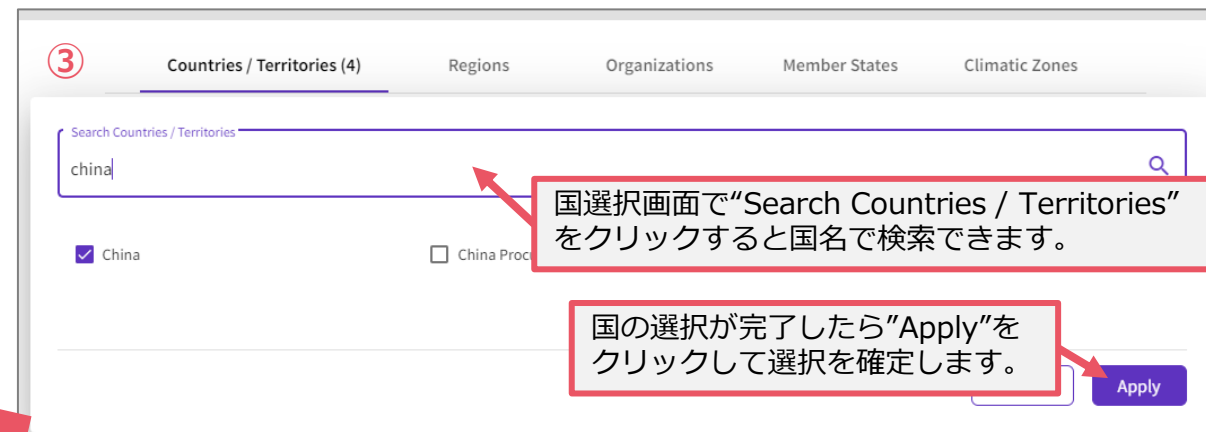 ③
Countries / Territories (4) Regions Organizations Member States Climatic Zones
Search Countries / Territories
china
国選択画面で“Search Countries / Territories”
をクリックすると国名で検索できます。
China
China
国の選択が完了したら”Apply”を
クリックして選択を確定します。
Apply